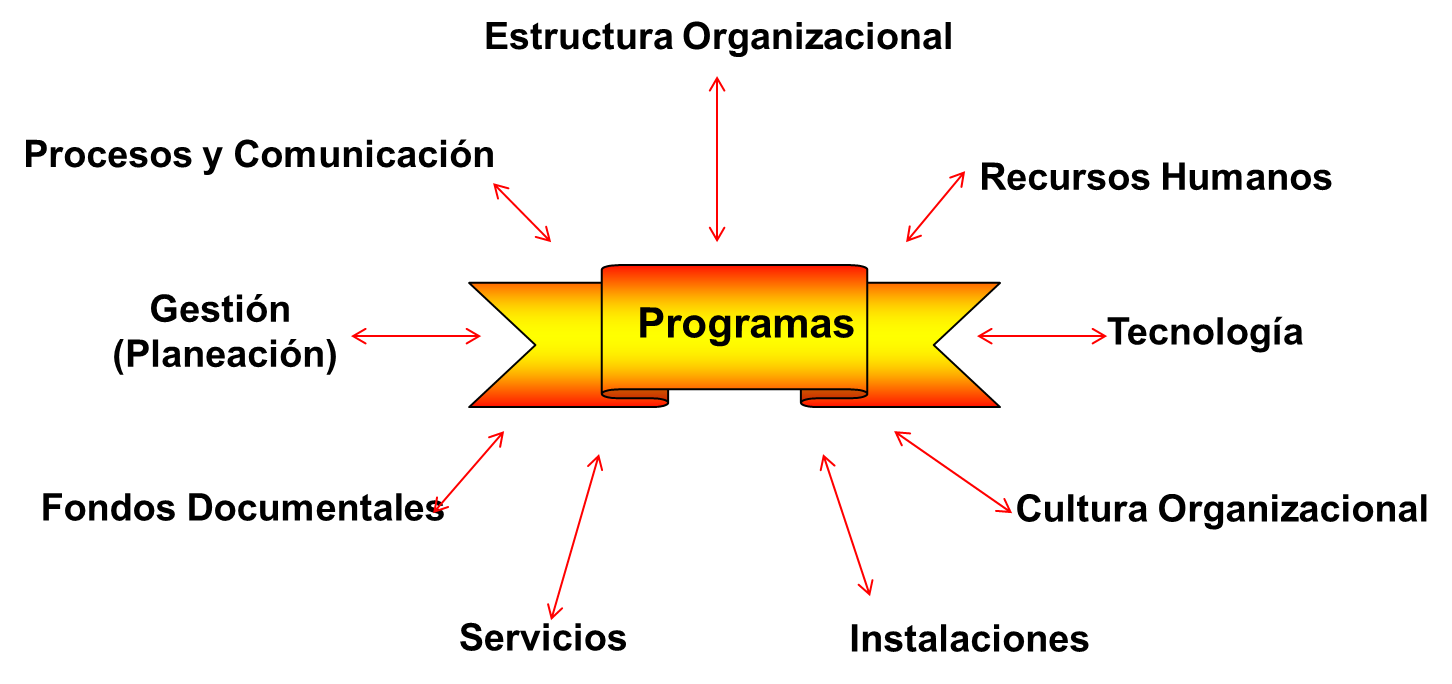 Estructura Organizacional
Procesos y Comunicación
Recursos Humanos
Gestión
(Planeación)
Programas
Tecnología
Fondos Documentales
Cultura Organizacional
Servicios
Instalaciones